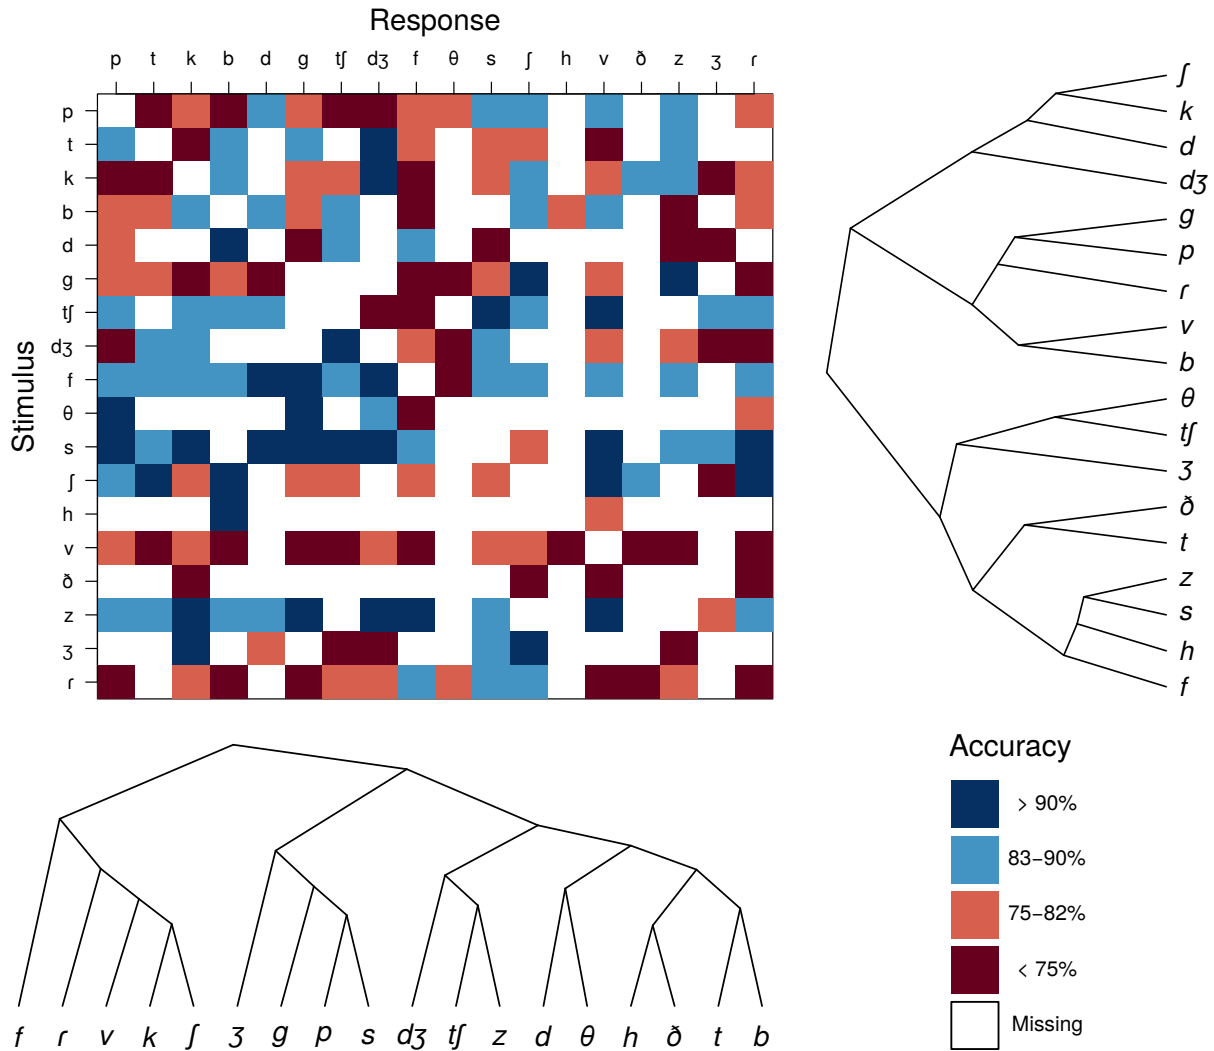 Response
p t k b d g tʃ dʒ f θ s ʃ h v ð z ʒ ɾ
Stimulus
p
t
k
b
d
g
tʃ
dʒ
f
θ
s
ʃ
h
v
ð
z
ʒ
ɾ
ʃ
k
d
dʒ
g
p
ɾ
v
b
θ
tʃ
ʒ
ð
t
z
s
h
f
f ɾ v k ʃ ʒ g p s dʒ tʃ z d θ h ð t b
Accuracy
> 90%
83−90%
75−82%
< 75%
Missing